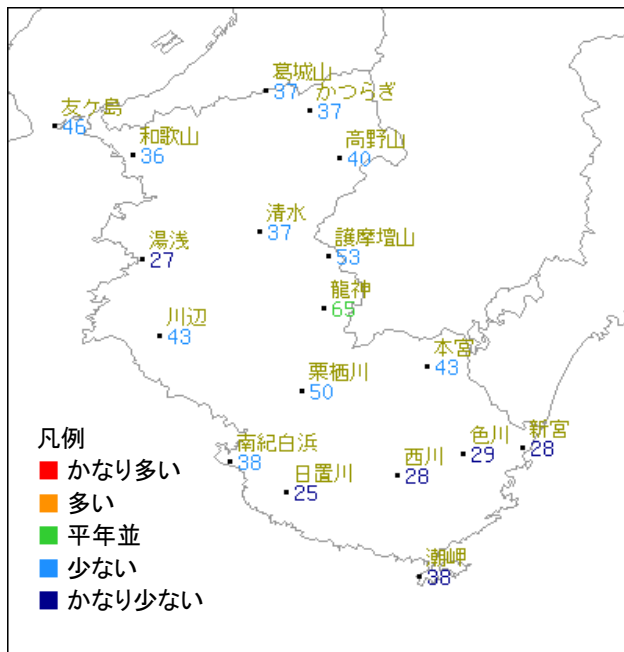 葛城山
37
かつらぎ
37
友ケ島
46
和歌山
36
高野山
40
清水
37
護摩壇山
53
湯浅
27
龍神
65
川辺
43
本宮
43
栗栖川
50
新宮
28
色川
29
南紀白浜
38
西川
28
日置川
25
潮岬
38
凡例
かなり多い
多い
平年並
少ない
かなり少ない